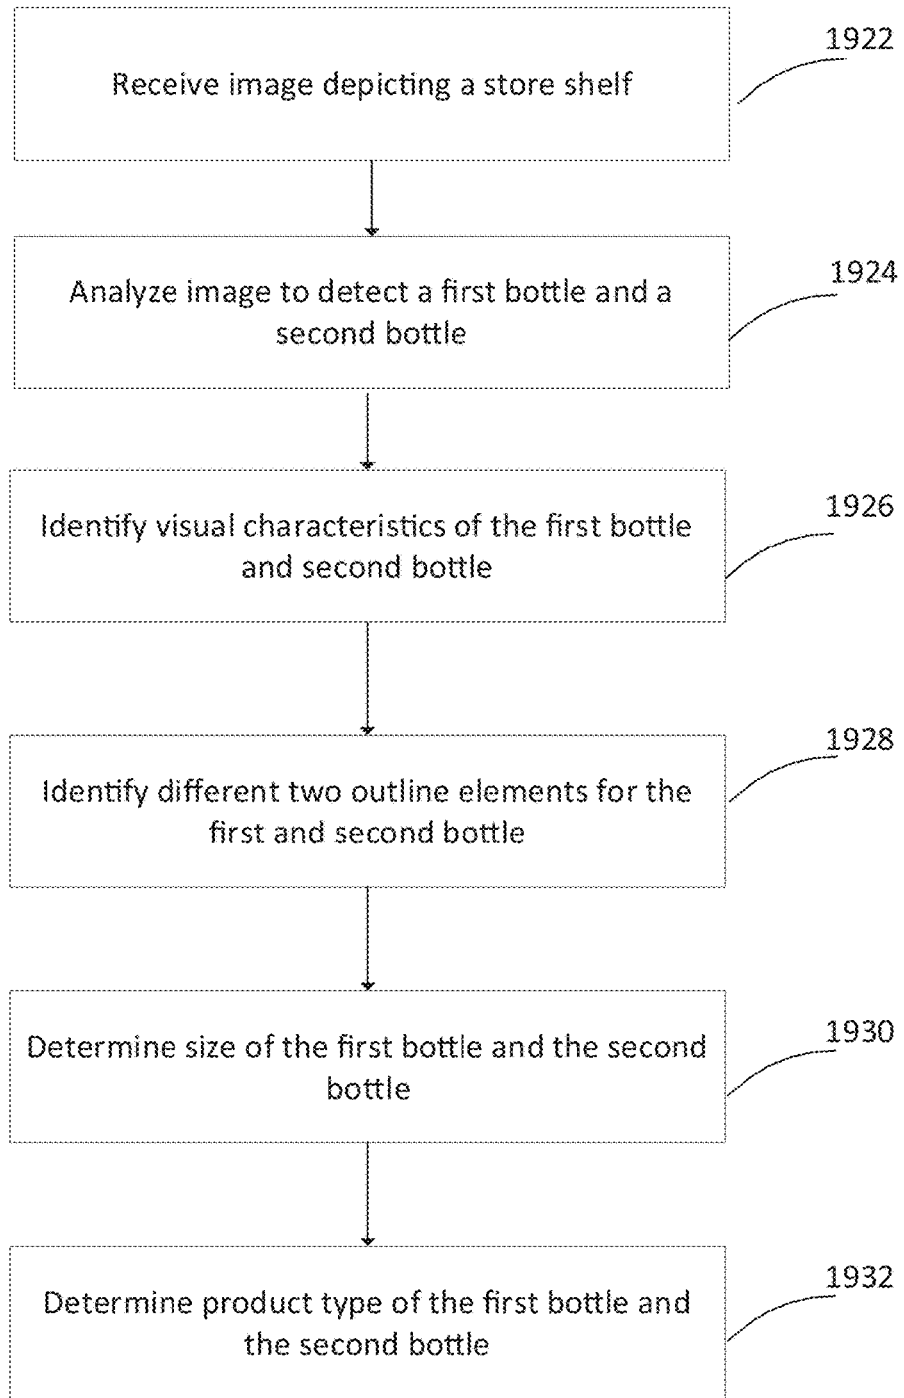 1922
Receive image depicting a store shelf
1924
Analyze image to detect a first bottle and a
second bottle
1926
Identify visual characteristics of the first bottle
and second bottle
1928
Identify different two outline elements for the
first and second bottle
1930
Determine size of the first bottle and the second
bottle
1932
Determine product type of the first bottle and
the second bottle